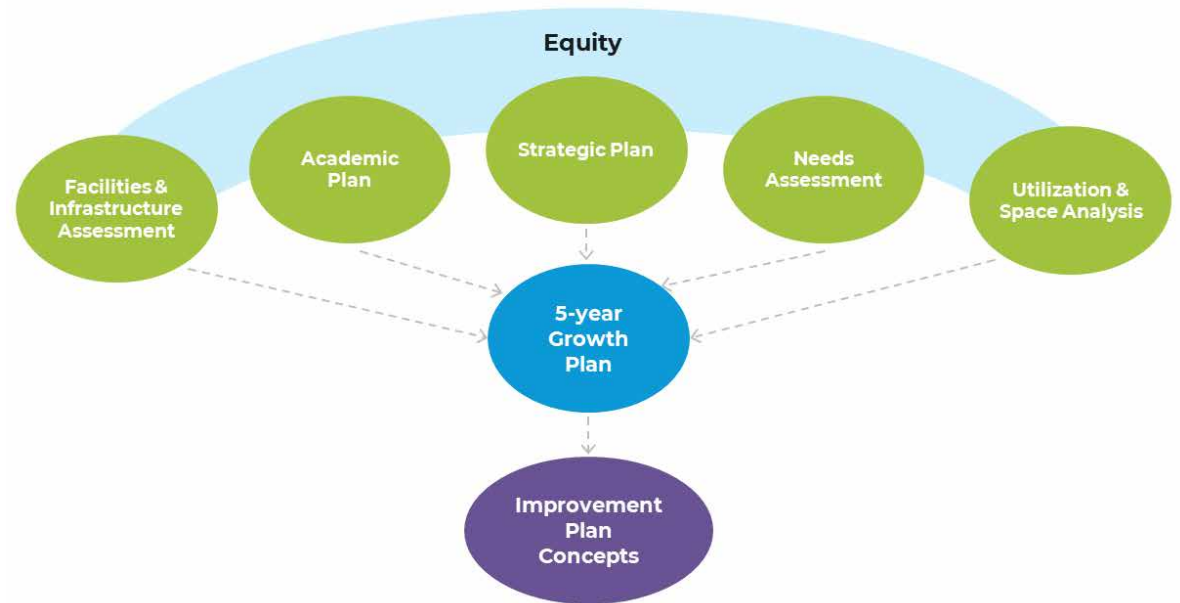 Equity
Facilities &
Infrastructure
Assessment
Academic
Plan
Strategic Plan
Needs
Assessment
Utilization &
Space Analysis
5-year
Growth
Plan
Improvement
Plan
Concepts